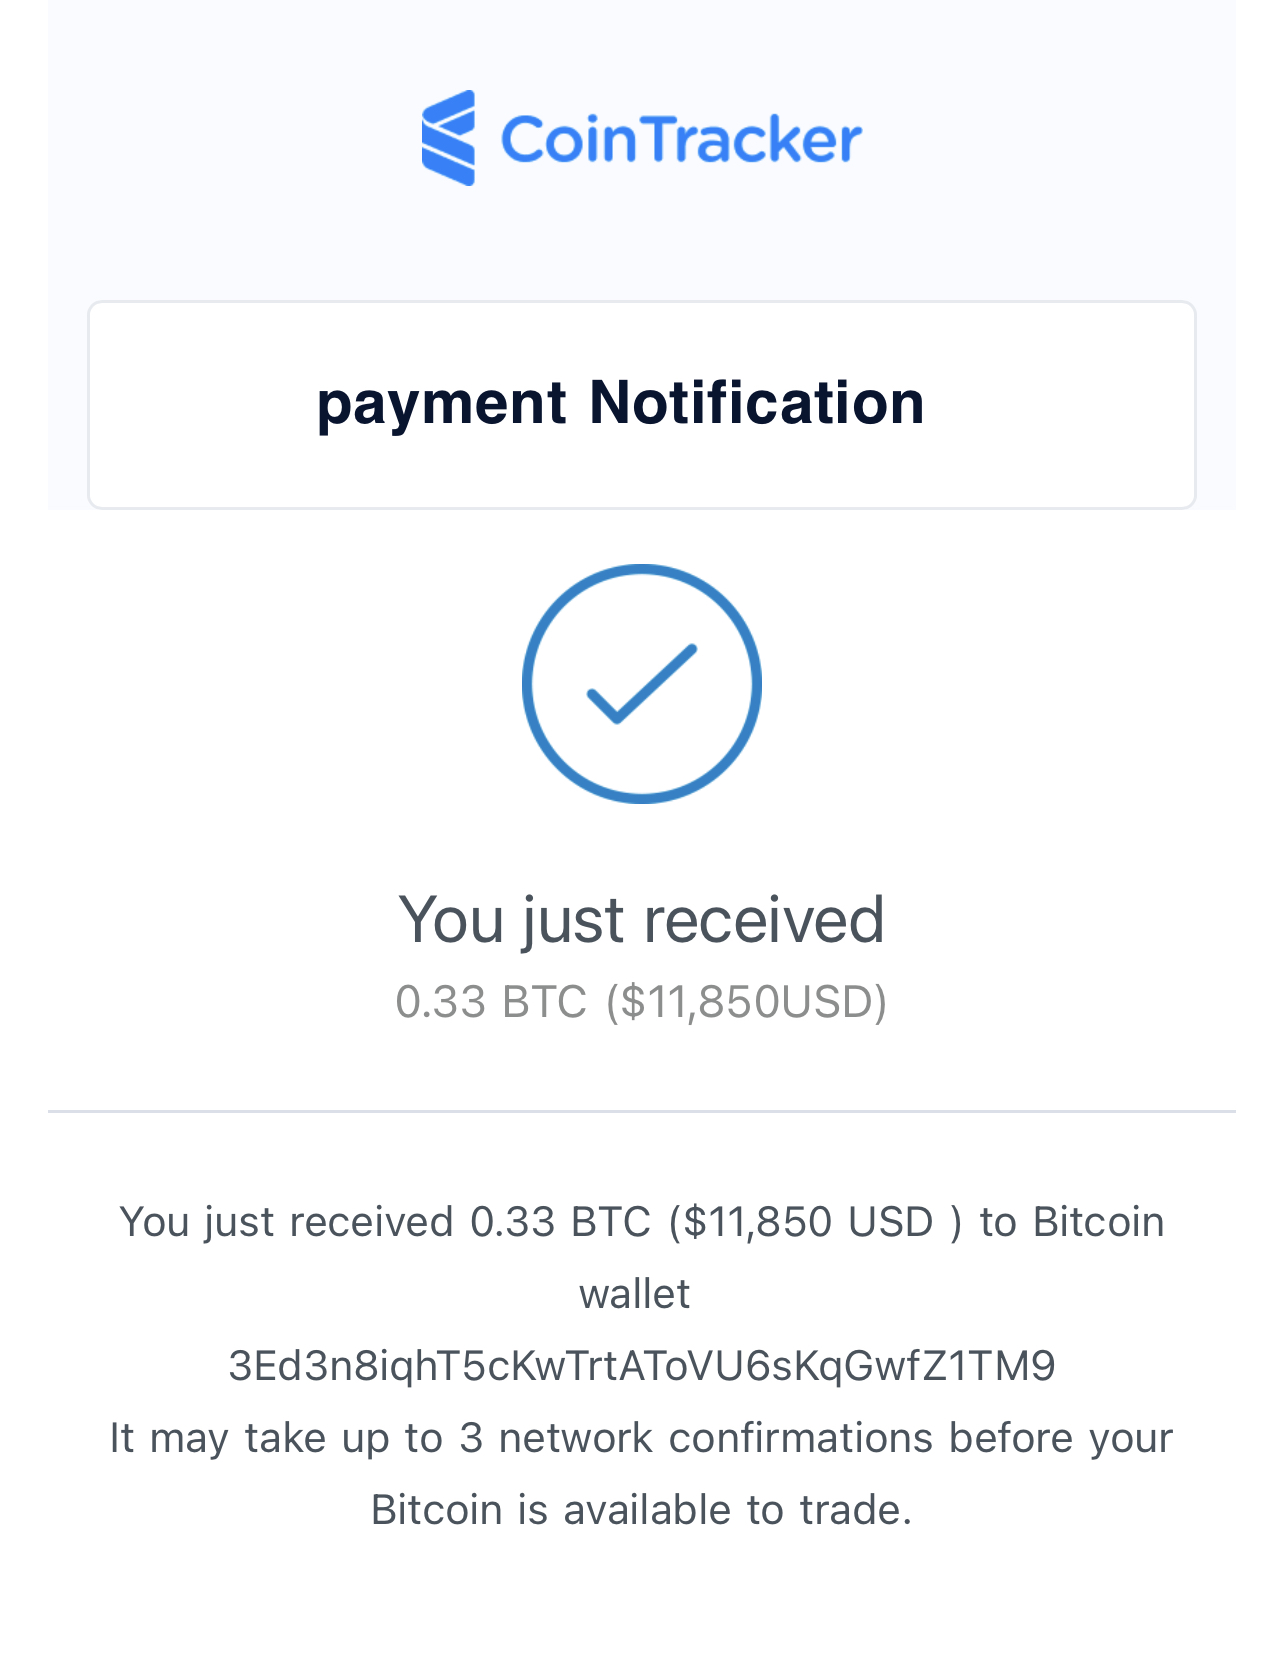 CoinTracker
payment Notification
You just received
0.33 BTC ($11,850USD)
You just received 0.33 BTC ($11,850 USD ) to Bitcoin
wallet
3Ed3n8iqhT5cKwTrtAToVU6sKqGwfZ1TM9
It may take up to 3 network confirmations before your
Bitcoin is available to trade.